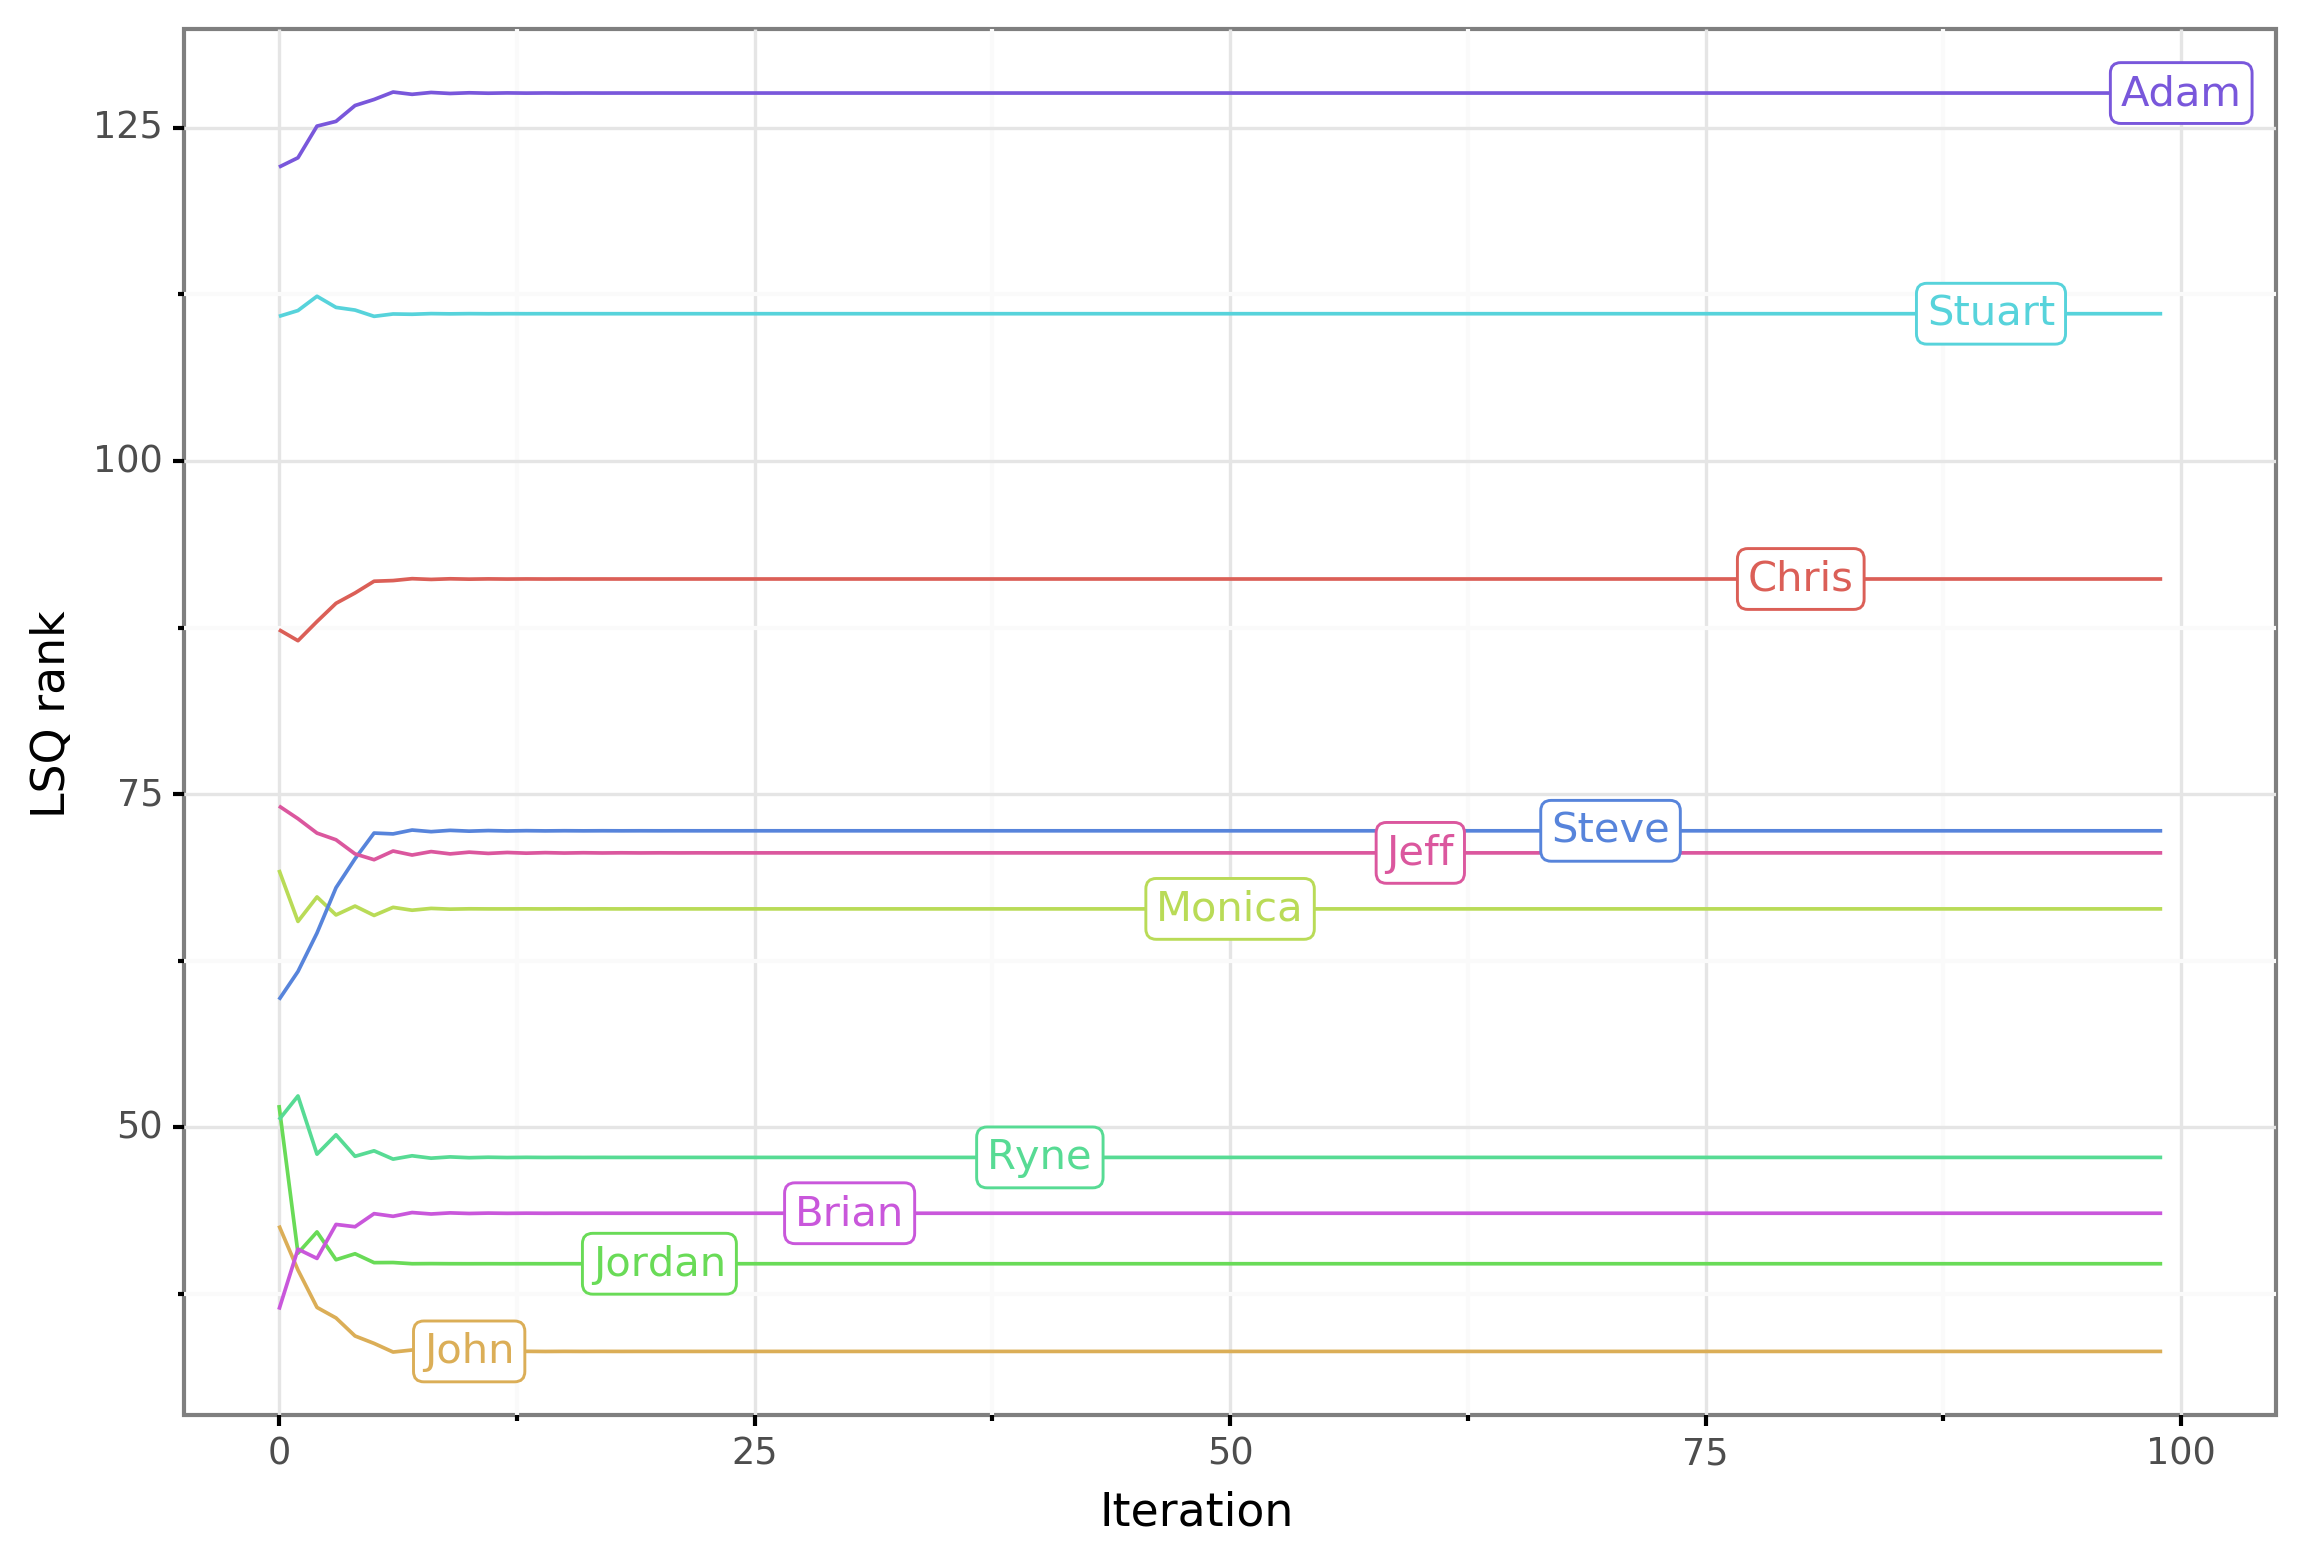 125
100
75
50
LSQ rank
Adam
Stuart
Chris
Steve
Jeff
Monica
Ryne
Brian
Jordan
John
0 25 50 75 100
Iteration